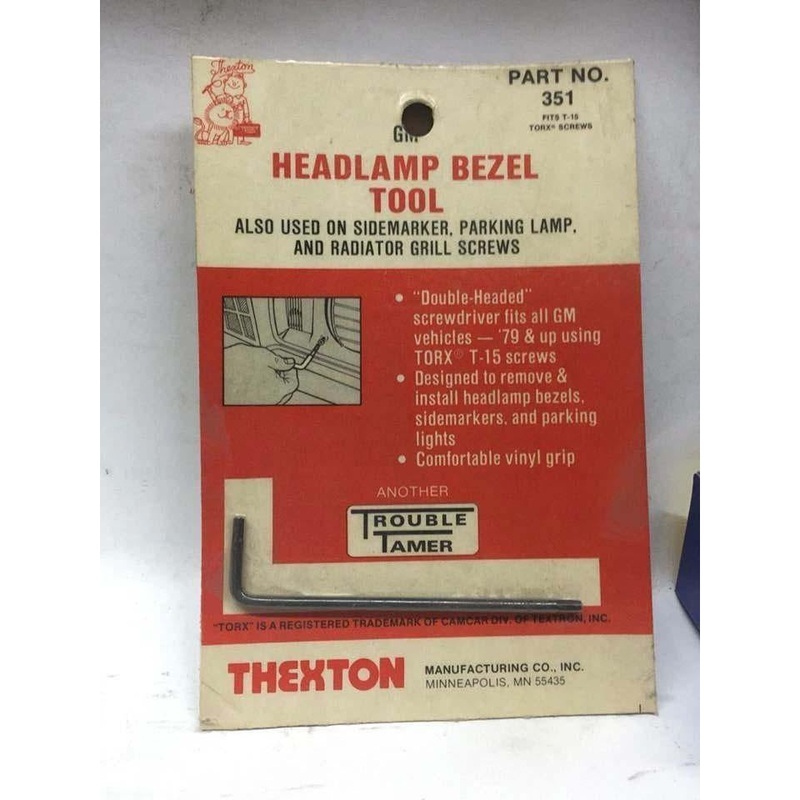 Thexton
PART NO.
351
FITS T-15
TORX® SCREWS
GM
HEADLAMP BEZEL
TOOL
ALSO USED ON SIDEMARKER, PARKING LAMP,
AND RADIATOR GRILL SCREWS
• "Double-Headed"
screwdriver fits all GM
vehicles — '79 & up using
TORX® T-15 screws
• Designed to remove &
install headlamp bezels,
sidemarkers, and parking
lights
• Comfortable vinyl grip
ANOTHER
TROUBLE
TAMER
"TORX" IS A REGISTERED TRADEMARK OF CAMCAR DIV. OF TEXTRON, INC.
THEXTON
MANUFACTURING CO., INC.
MINNEAPOLIS, MN 55435